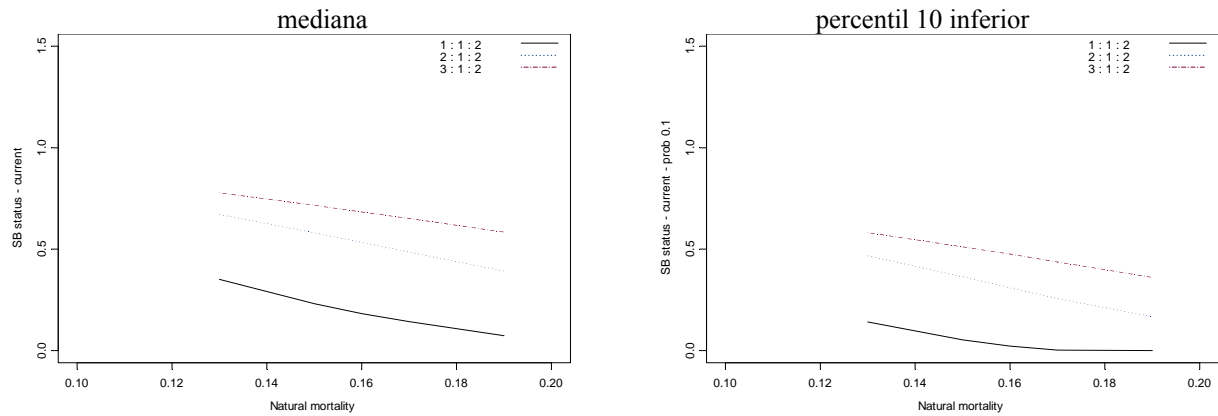 mediana
1.5
1.0
0.5
0.0
SB status - current
1 : 1 : 2
2 : 1 : 2
3 : 1 : 2
0.10 0.12 0.14 0.16 0.18 0.20
Natural mortality
percentil 10 inferior
1.5
1.0
0.5
0.0
SB status - current - prob 0.1
1 : 1 : 2
2 : 1 : 2
3 : 1 : 2
0.10 0.12 0.14 0.16 0.18 0.20
Natural mortality